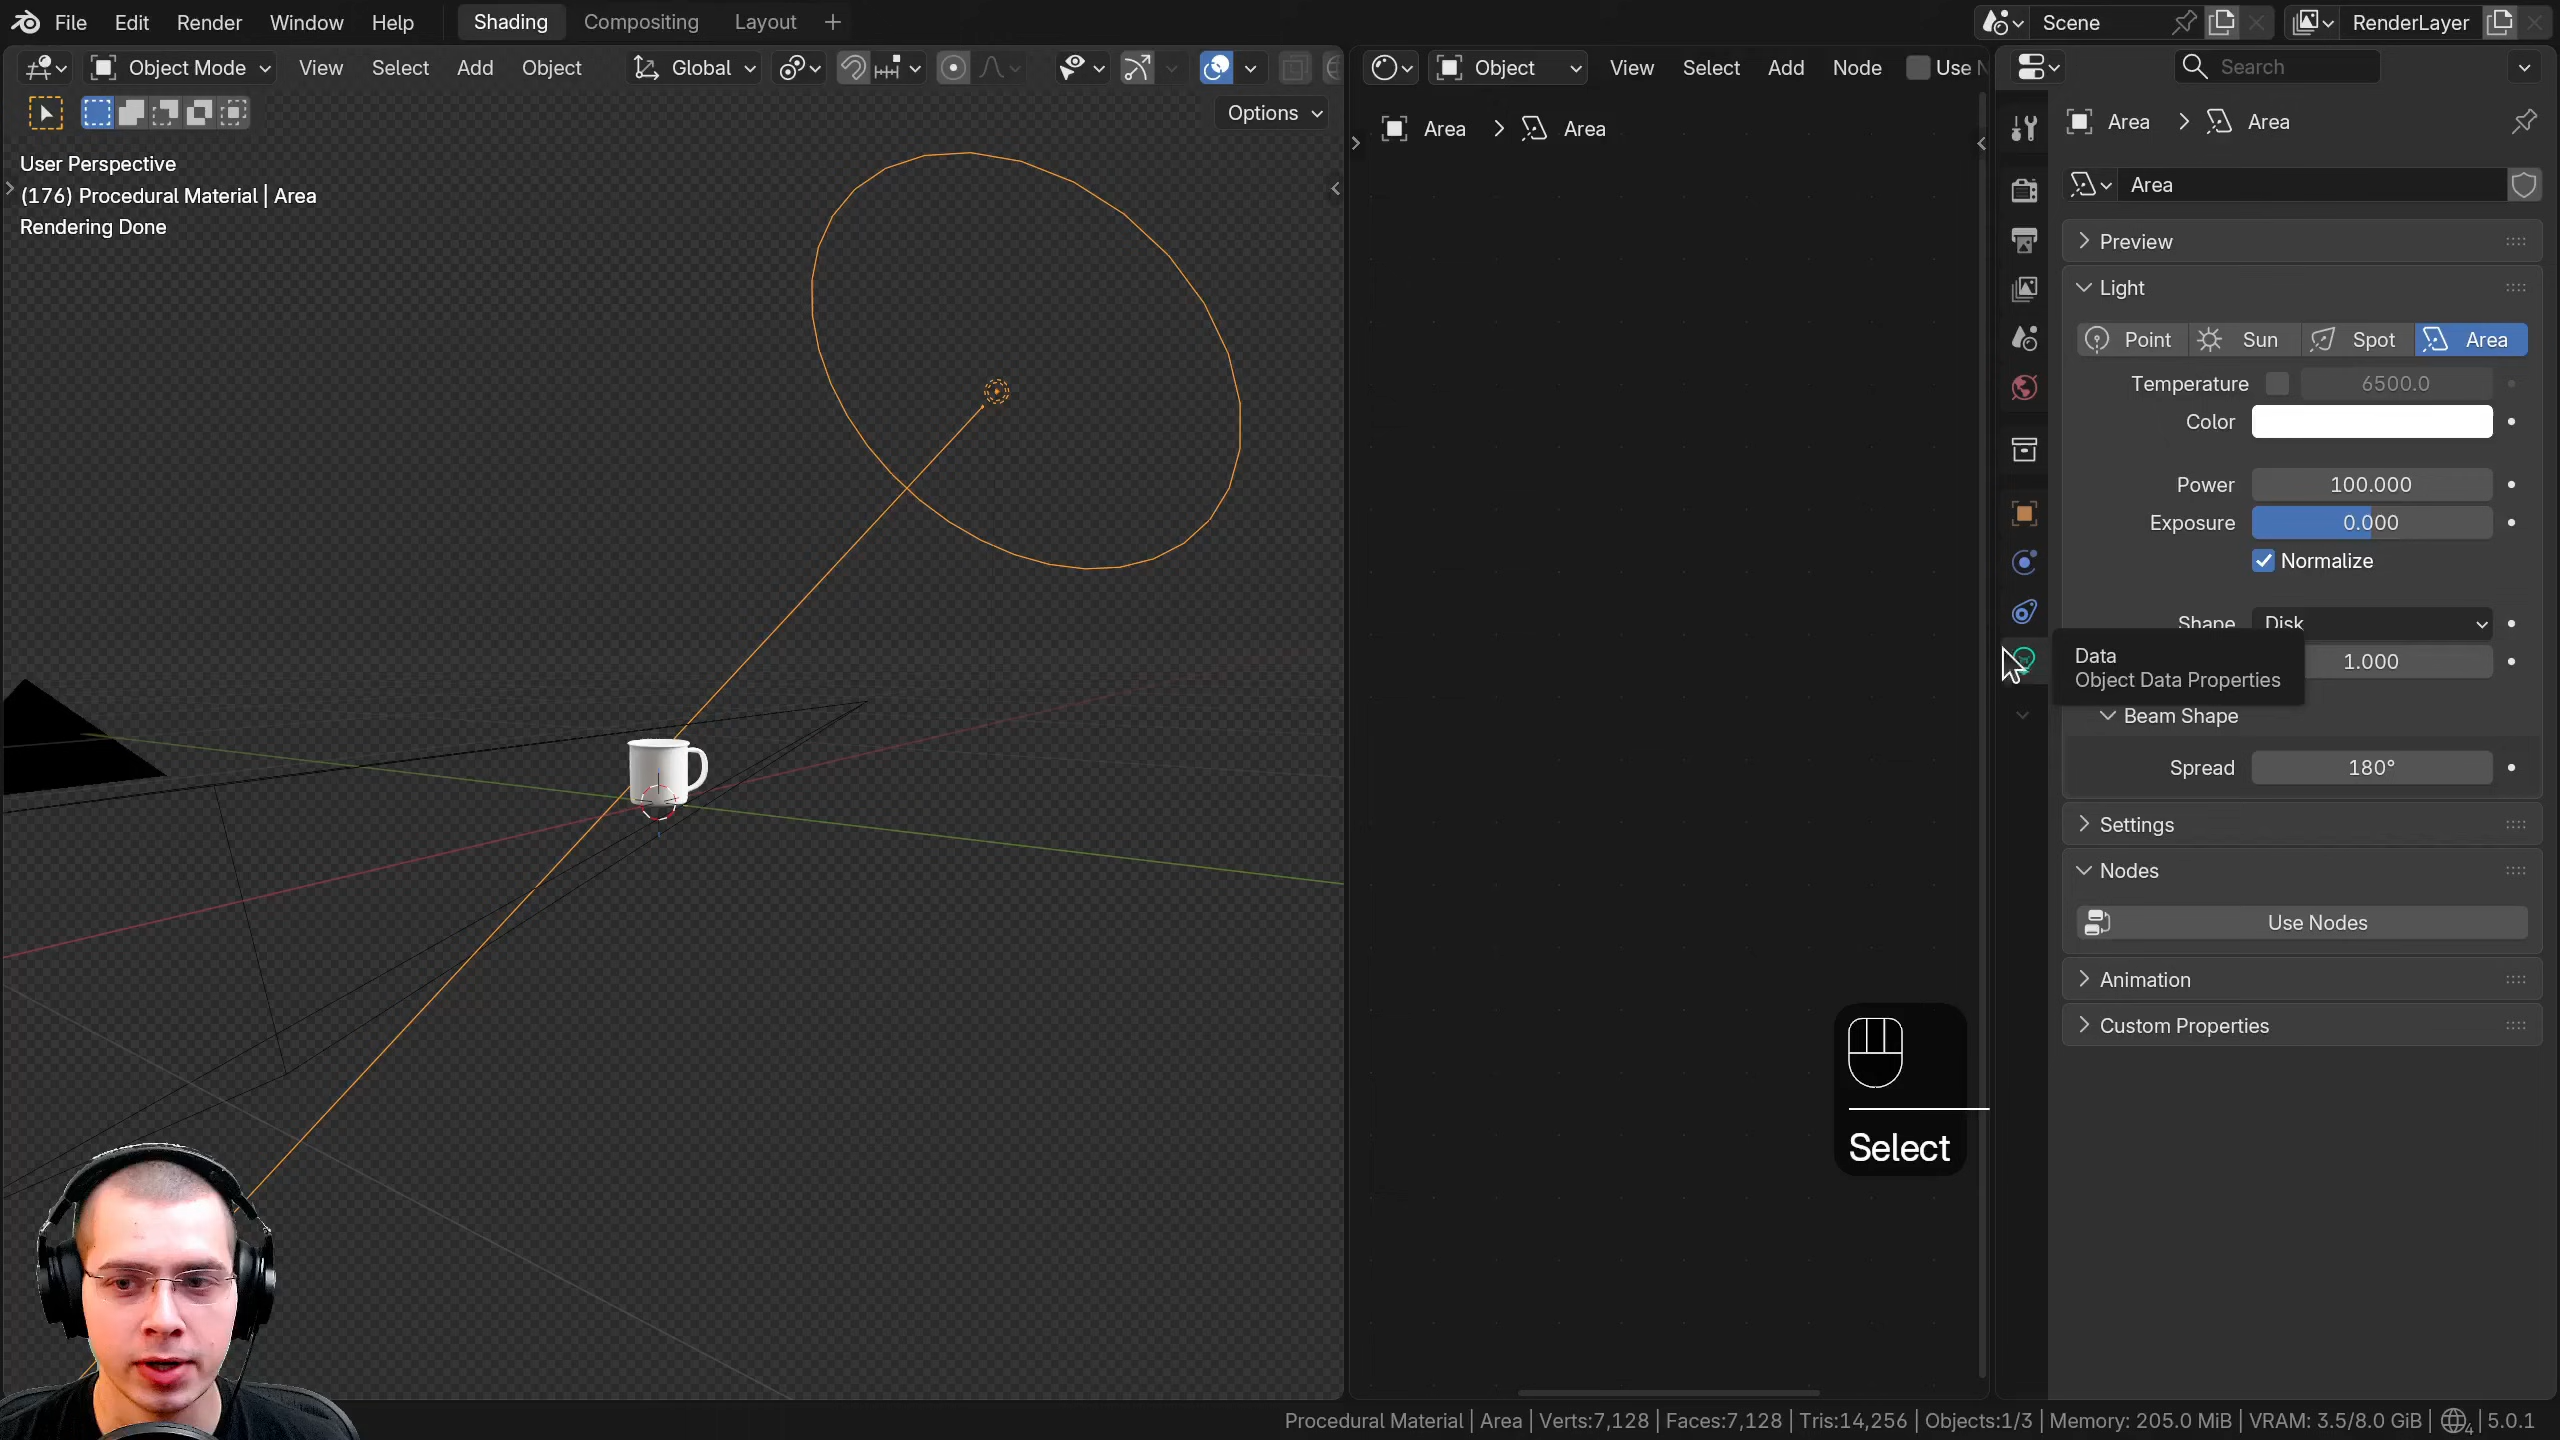 File Edit Render Window Help Shading Compositing Layout + Scene RenderLayer
Object Mode View Select Add Object Global Object View Select Add Node Use N Search
Options
Area > Area
Area > Area
User Perspective
(176) Procedural Material | Area
Rendering Done
Area
Preview
Light
Point Sun Spot Area
Temperature 6500.0
Color
Power 100.000
Exposure 0.000
Normalize
Shape Disk
1.000
Data
Object Data Properties
Beam Shape
Spread 180°
Settings
Nodes
Use Nodes
Animation
Custom Properties
Select
Procedural Material | Area | Verts:7,128 | Faces:7,128 | Tris:14,256 | Objects:1/3 | Memory: 205.0 MiB | VRAM: 3.5/8.0 GiB | 4 | 5.0.1